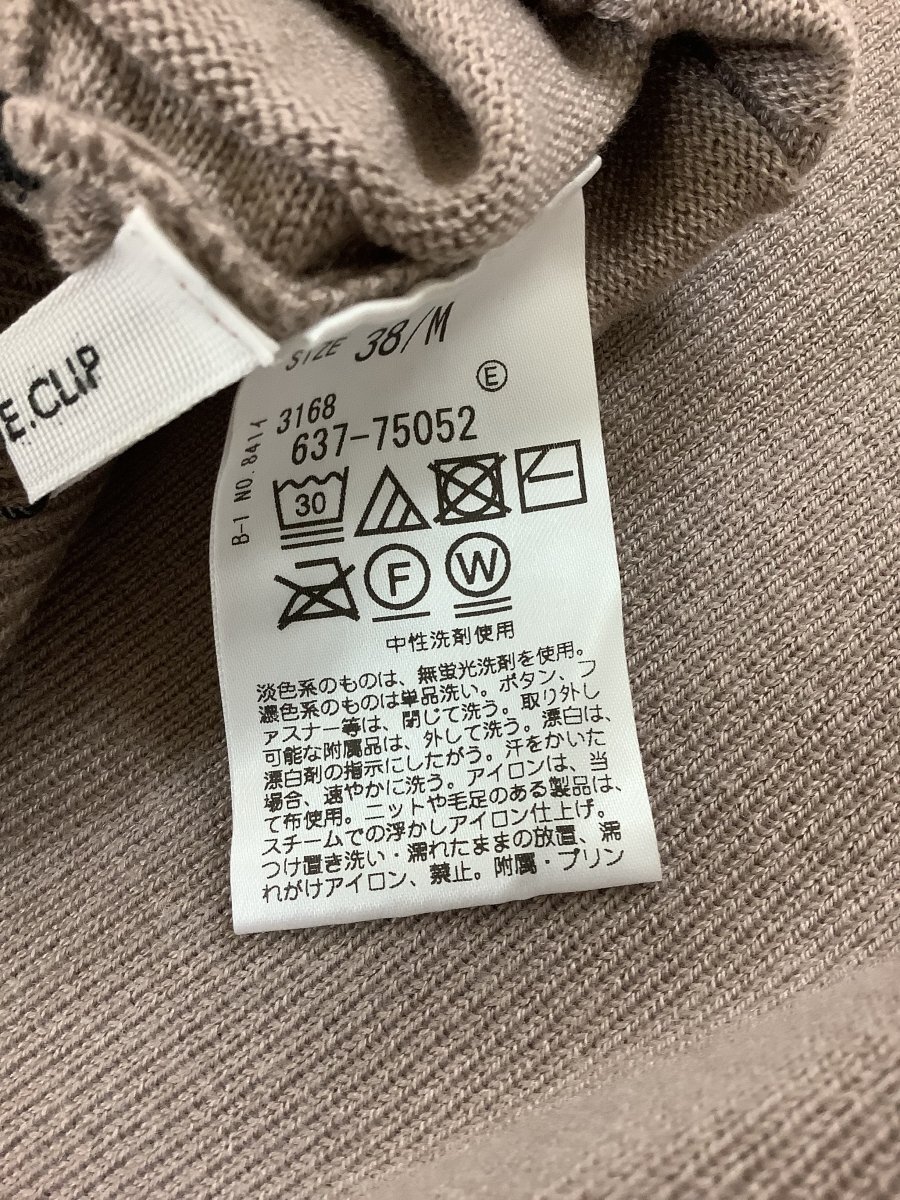 E.CLIP
SIZE 38/M
E
3168
637-75052
B-1 NO.8411
30
F W
中性洗剤使用
淡色系のものは、無蛍光洗剤を使用。
濃色系のものは単品洗い。ボタン、フ
ァスナー等は、閉じて洗う。取り外し
可能な附属品は、外して洗う。漂白は、
漂白剤の指示にしたがう。汗をかいた
場合、速やかに洗う。アイロンは、当
て布使用。ニットや毛足のある製品は、
スチームでの浮かしアイロン仕上げ。
つけ置き洗い・濡れたままの放置、濡
れがけアイロン、禁止。附属・プリン